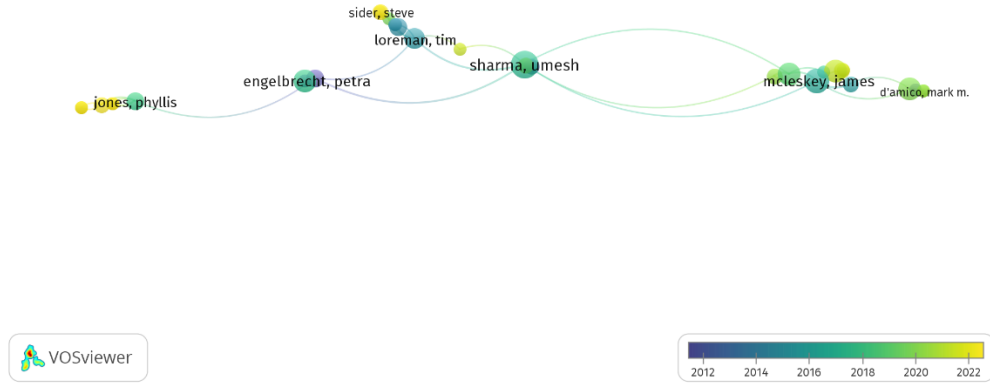 sider, steve
loreman, tim
sharma, umesh
engelbrecht, petra
mcleskey, james
d'amico, mark m.
jones, phyllis
VOSviewer
2012 2014 2016 2018 2020 2022